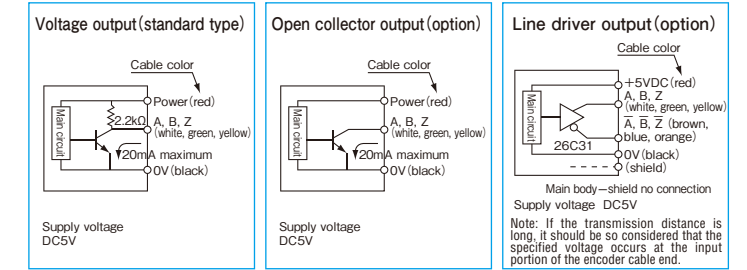 Voltage output(standard type)
Cable color
Main circuit
Power(red)
2.2kΩ
A, B, Z
(white, green, yellow)
20mA maximum
0V(black)
Supply voltage
DC5V
Open collector output(option)
Cable color
Main circuit
Power(red)
A, B, Z
(white, green, yellow)
20mA maximum
0V(black)
Supply voltage
DC5V
Line driver output(option)
Cable color
Main circuit
+5VDC(red)
A, B, Z
(white, green, yellow)
A̅, B̅, Z̅ (brown,
blue, orange)
26C31
0V(black)
(shield)
Main body—shield no connection
Supply voltage DC5V
Note: If the transmission distance is
long, it should be so considered that the
specified voltage occurs at the input
portion of the encoder cable end.